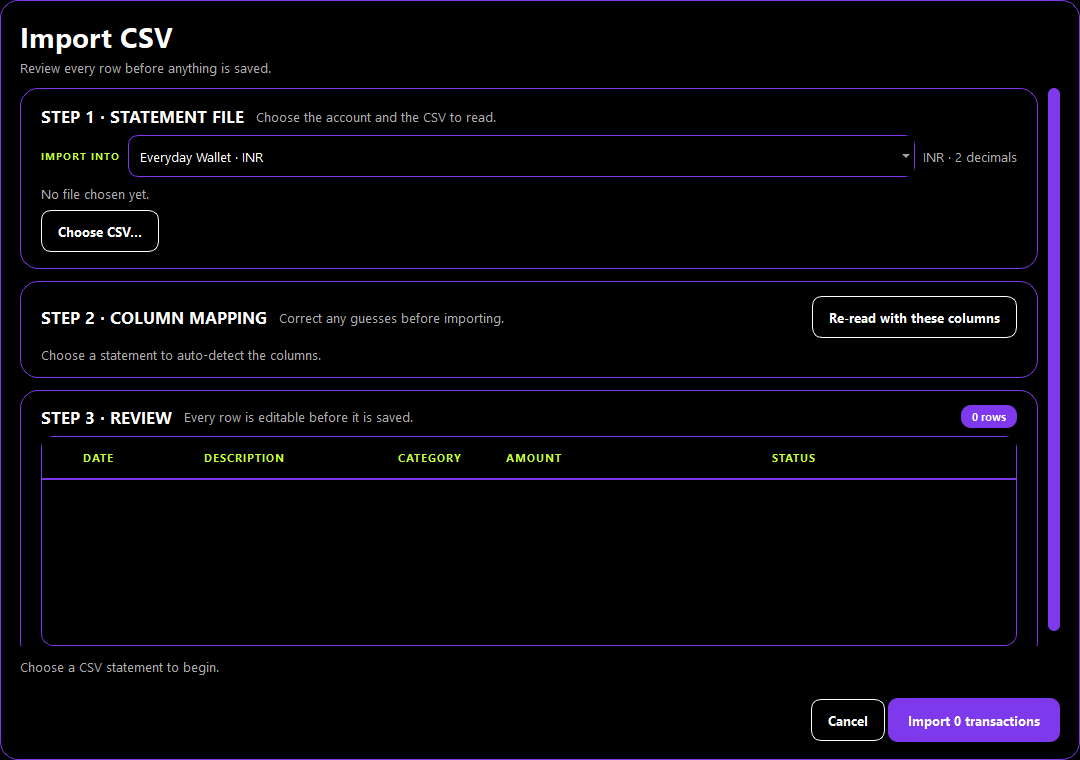 Import CSV
Review every row before anything is saved.
STEP 1 · STATEMENT FILE Choose the account and the CSV to read.
IMPORT INTO Everyday Wallet · INR INR · 2 decimals
No file chosen yet.
Choose CSV...
STEP 2 · COLUMN MAPPING Correct any guesses before importing. Re-read with these columns
Choose a statement to auto-detect the columns.
STEP 3 · REVIEW Every row is editable before it is saved. 0 rows
DATE DESCRIPTION CATEGORY AMOUNT STATUS
Choose a CSV statement to begin.
Cancel Import 0 transactions